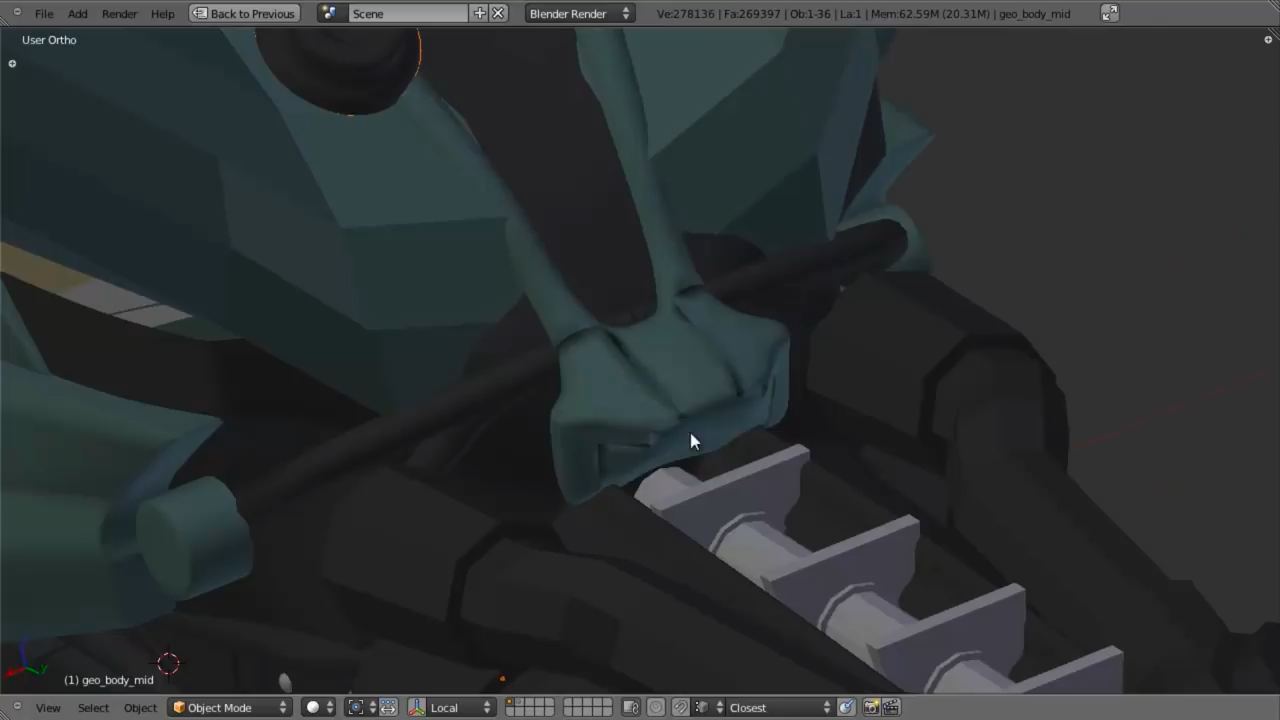 File Add Render Help Back to Previous Scene Blender Render Ve:278136 | Fa:269397 | Ob:1-36 | La:1 | Mem:62.59M (20.31M) | geo_body_mid
User Ortho
(1) geo_body_mid
View Select Object Object Mode Local Closest